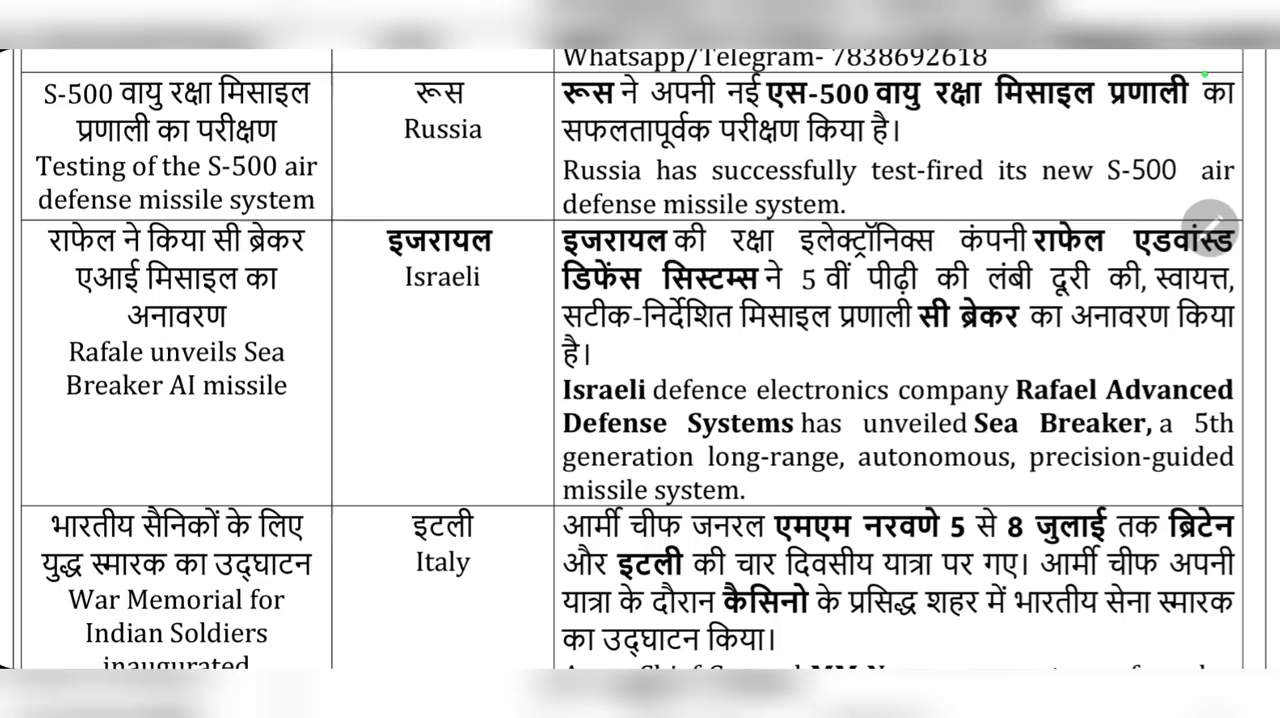 Whatsapp/Telegram- 7838692618
S-500 वायु रक्षा मिसाइल
प्रणाली का परीक्षण
Testing of the S-500 air
defense missile system
रूस
Russia
रूस ने अपनी नई एस-500 वायु रक्षा मिसाइल प्रणाली का
सफलतापूर्वक परीक्षण किया है।
Russia has successfully test-fired its new S-500 air
defense missile system.
राफेल ने किया सी ब्रेकर
एआई मिसाइल का
अनावरण
Rafale unveils Sea
Breaker AI missile
इजरायल
Israeli
इजरायल की रक्षा इलेक्ट्रॉनिक्स कंपनी राफेल एडवांस्ड
डिफेंस सिस्टम्स ने 5 वीं पीढ़ी की लंबी दूरी की, स्वायत्त,
सटीक-निर्देशित मिसाइल प्रणाली सी ब्रेकर का अनावरण किया
है।
Israeli defence electronics company Rafael Advanced
Defense Systems has unveiled Sea Breaker, a 5th
generation long-range, autonomous, precision-guided
missile system.
भारतीय सैनिकों के लिए
युद्ध स्मारक का उद्घाटन
War Memorial for
Indian Soldiers
inaugurated
इटली
Italy
आर्मी चीफ जनरल एमएम नरवणे 5 से 8 जुलाई तक ब्रिटेन
और इटली की चार दिवसीय यात्रा पर गए। आर्मी चीफ अपनी
यात्रा के दौरान कैसिनो के प्रसिद्ध शहर में भारतीय सेना स्मारक
का उद्घाटन किया।